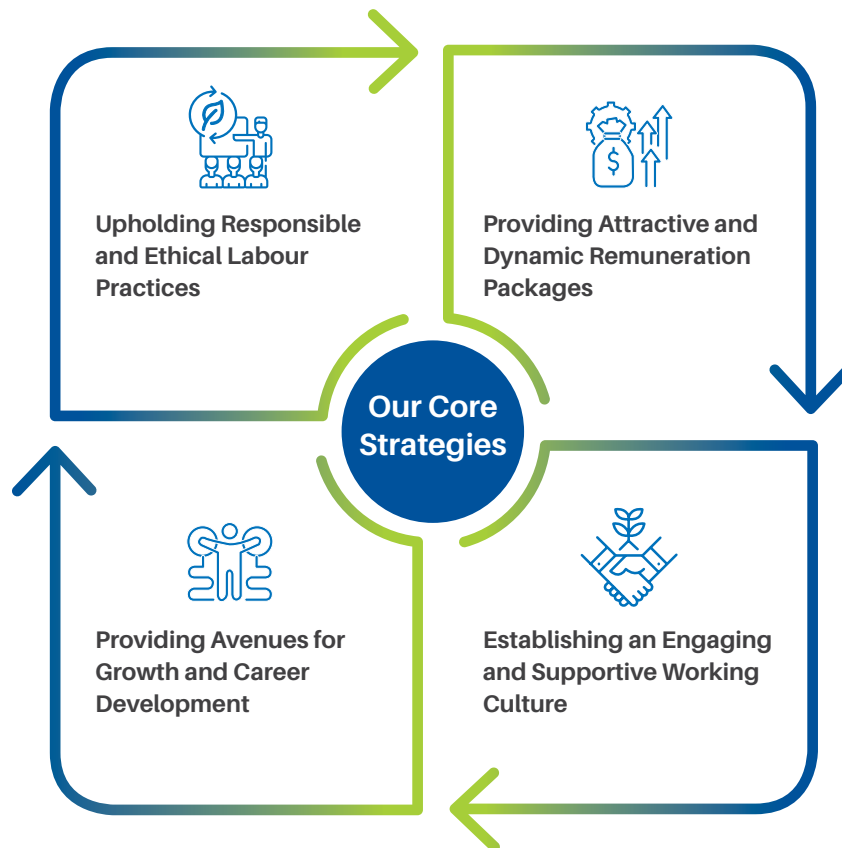 Upholding Responsible
and Ethical Labour
Practices
Providing Attractive and
Dynamic Remuneration
Packages
Our Core
Strategies
Providing Avenues for
Growth and Career
Development
Establishing an Engaging
and Supportive Working
Culture